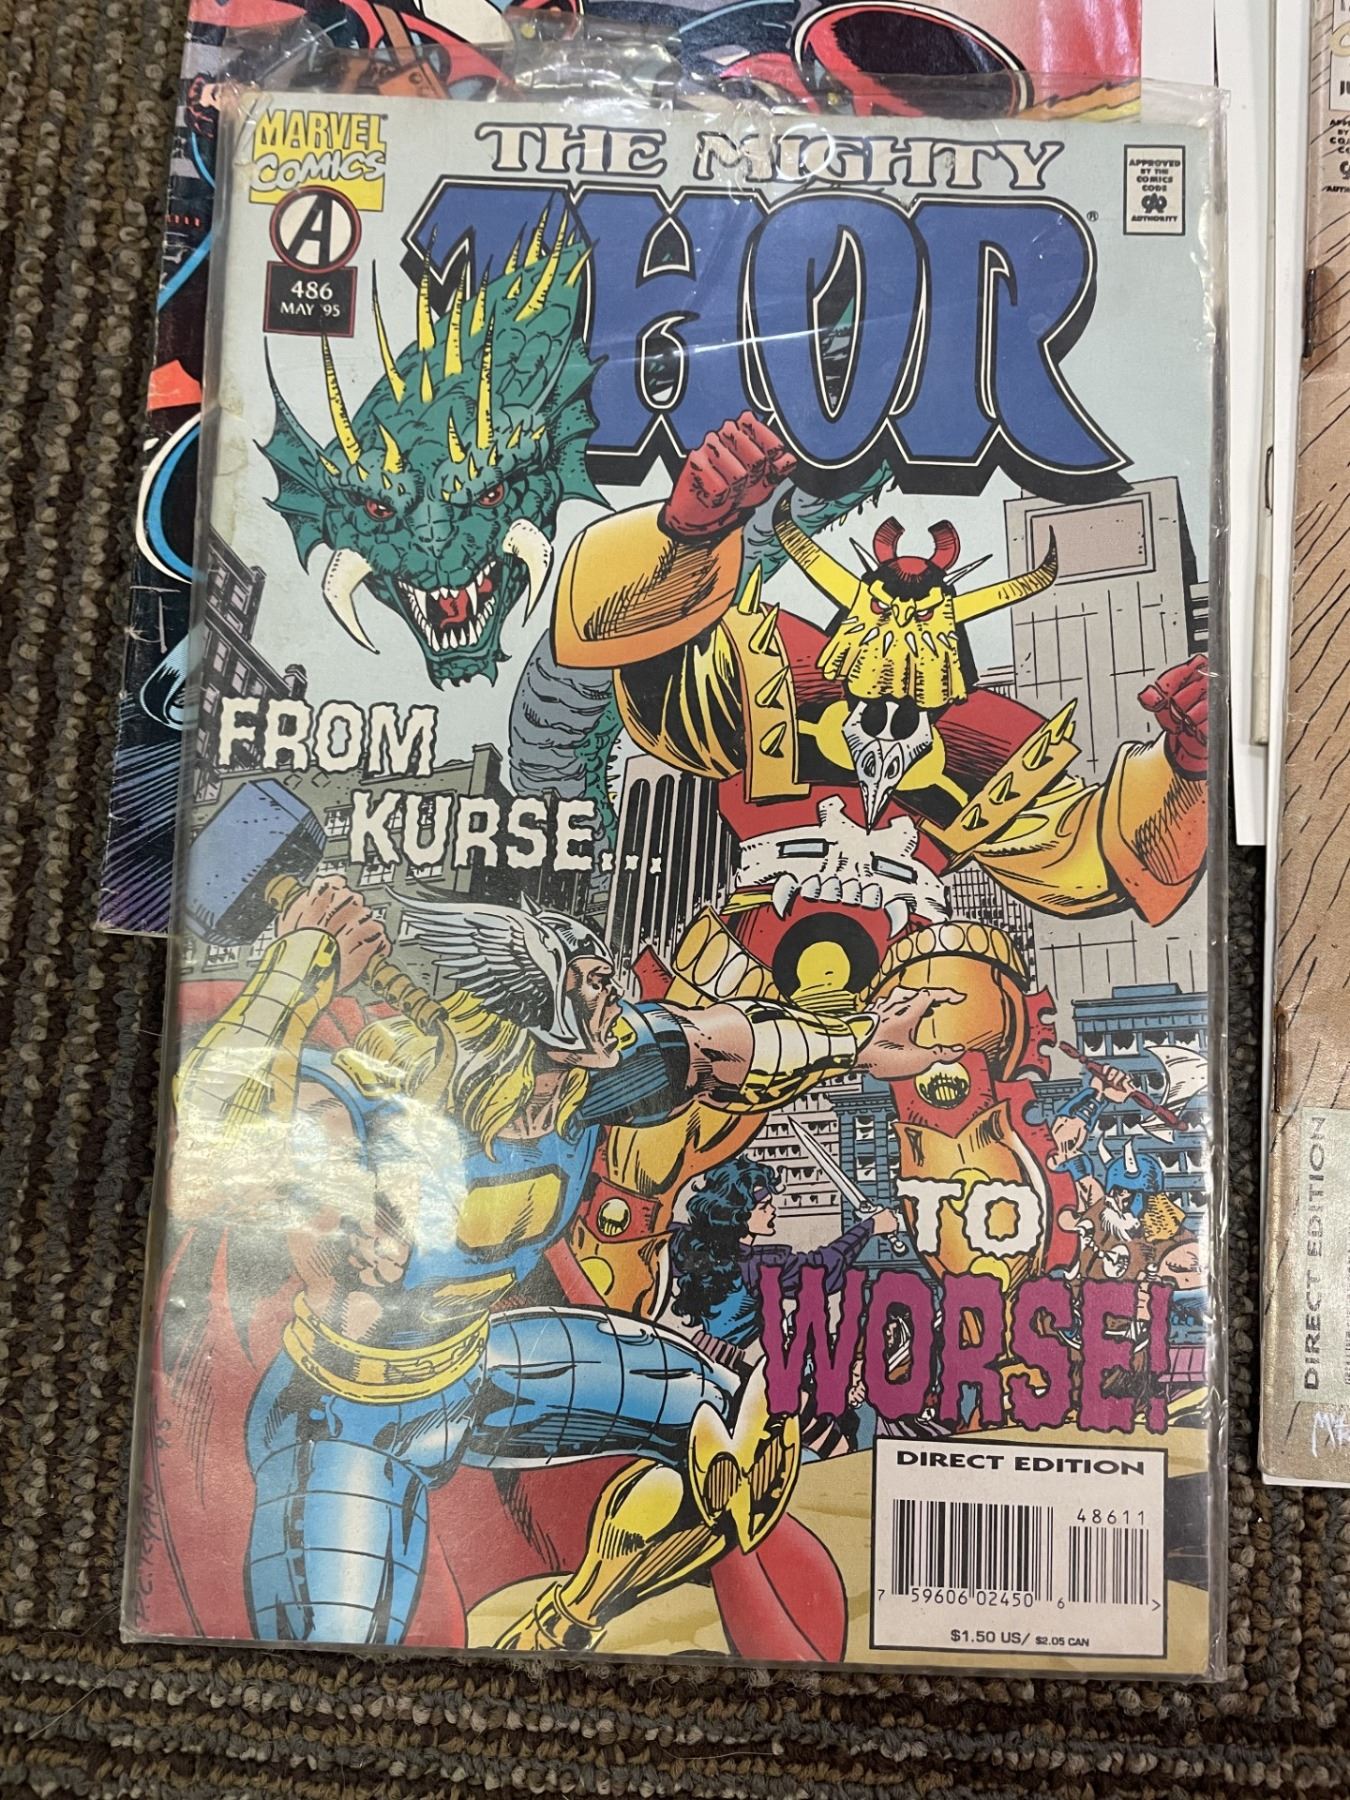 MARVEL
COMICS
A
486
MAY '95
THE MIGHTY
THOR
®
APPROVED
BY THE
COMICS
CODE
CA
AUTHORITY
FROM
KURSE...
TO
WORSE!
DIRECT EDITION
48611
7 59606 02450 6 >
$1.50 US/ $2.05 CAN
DIRECT EDITION